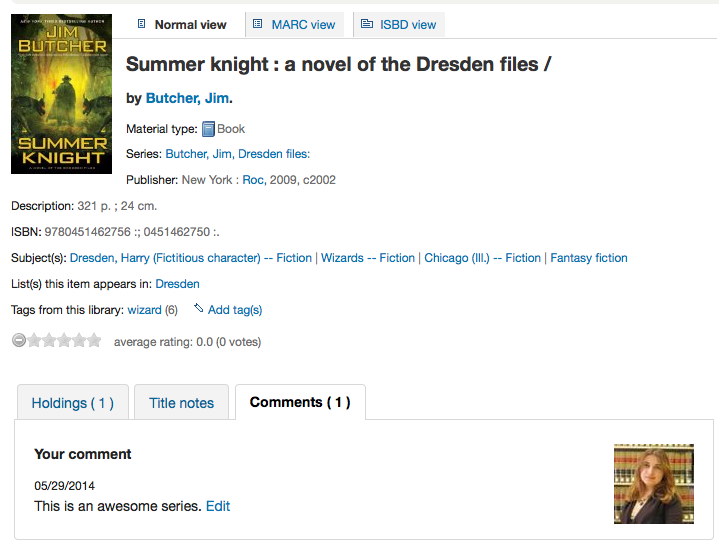 #1 NEW YORK TIMES BESTSELLING AUTHOR
JIM
BUTCHER
SUMMER
KNIGHT
A NOVEL OF THE DRESDEN FILES
Normal view
MARC view
ISBD view
Summer knight : a novel of the Dresden files /
by Butcher, Jim.
Material type: Book
Series: Butcher, Jim, Dresden files:
Publisher: New York : Roc, 2009, c2002
Description: 321 p. ; 24 cm.
ISBN: 9780451462756 :; 0451462750 :.
Subject(s): Dresden, Harry (Fictitious character) -- Fiction | Wizards -- Fiction | Chicago (Ill.) -- Fiction | Fantasy fiction
List(s) this item appears in: Dresden
Tags from this library: wizard (6) Add tag(s)
average rating: 0.0 (0 votes)
Holdings ( 1 )
Title notes
Comments ( 1 )
Your comment
05/29/2014
This is an awesome series. Edit